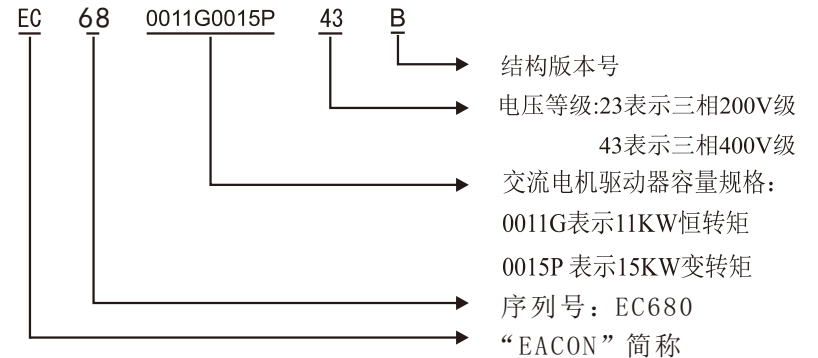 EC 68 0011G0015P 43 B
结构版本号
电压等级:23表示三相200V级
43表示三相400V级
交流电机驱动器容量规格:
0011G表示11KW恒转矩
0015P 表示15KW变转矩
序列号: EC680
“EACON”简称